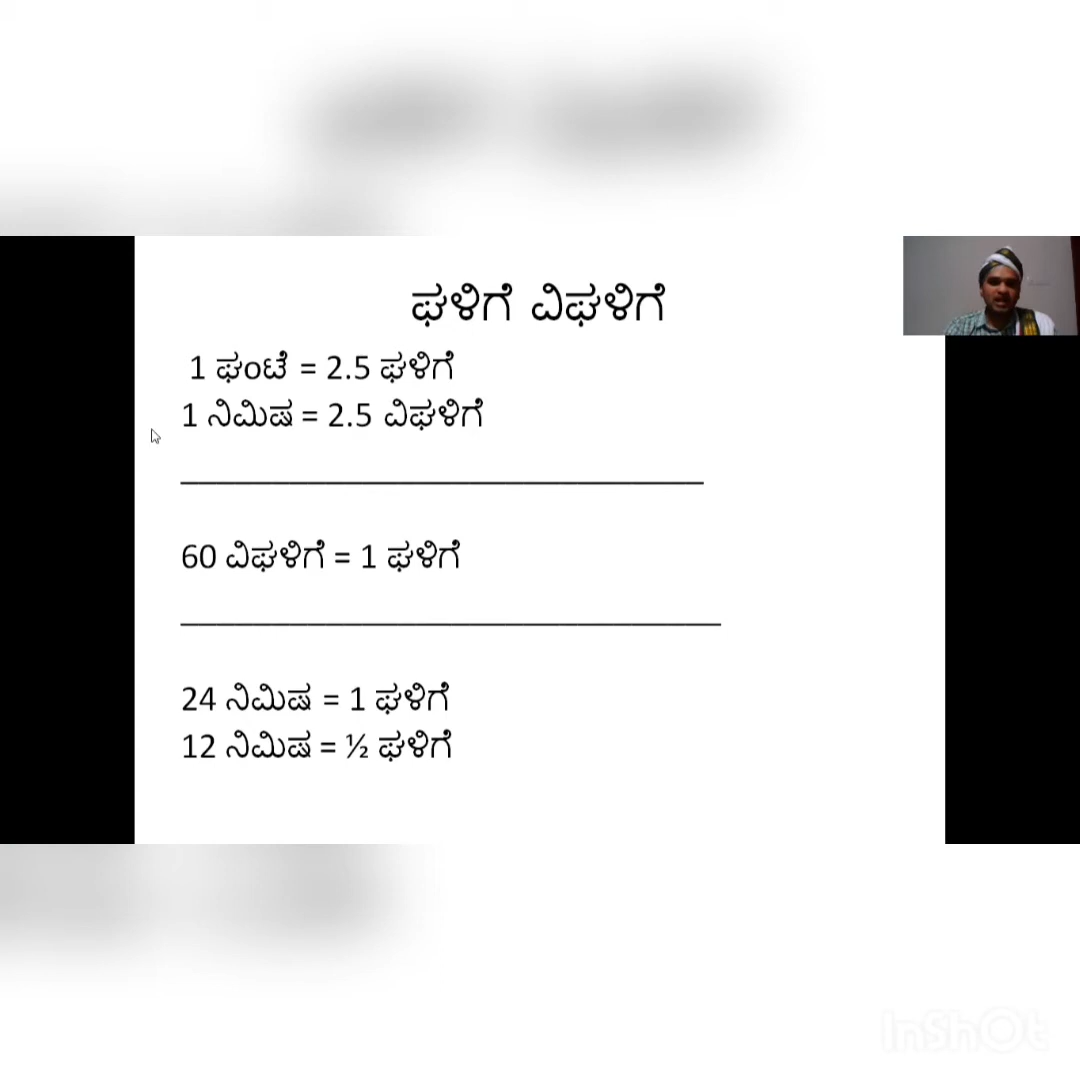 ಘಳಿಗೆ ವಿಘಳಿಗೆ
1 ಘಂಟೆ = 2.5 ಘಳಿಗೆ
1 ನಿಮಿಷ = 2.5 ವಿಘಳಿಗೆ
60 ವಿಘಳಿಗೆ = 1 ಘಳಿಗೆ
24 ನಿಮಿಷ = 1 ಘಳಿಗೆ
12 ನಿಮಿಷ = ½ ಘಳಿಗೆ
InShOt